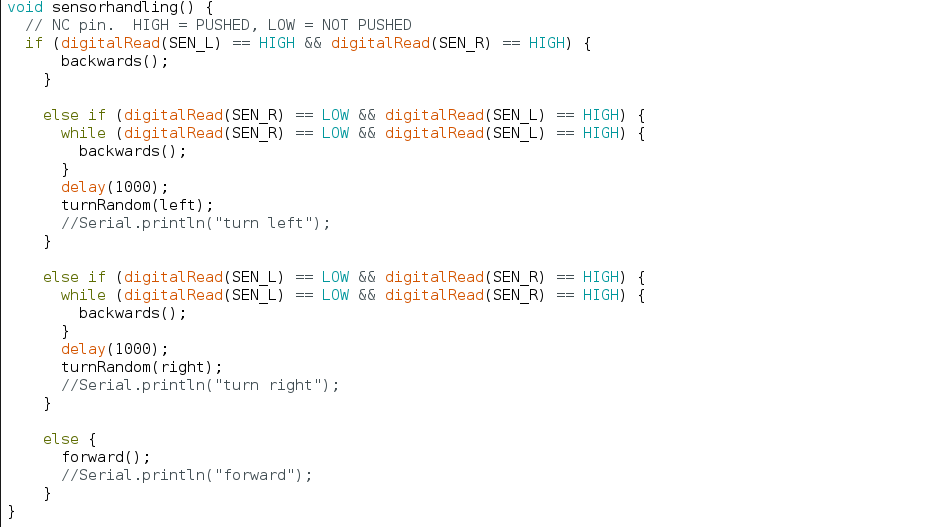 void sensorhandling() {
  // NC pin.  HIGH = PUSHED, LOW = NOT PUSHED
  if (digitalRead(SEN_L) == HIGH && digitalRead(SEN_R) == HIGH) {
      backwards();
    }

    else if (digitalRead(SEN_R) == LOW && digitalRead(SEN_L) == HIGH) {
      while (digitalRead(SEN_R) == LOW && digitalRead(SEN_L) == HIGH) {
        backwards();
      }
      delay(1000);
      turnRandom(left);
      //Serial.println("turn left");
    }

    else if (digitalRead(SEN_L) == LOW && digitalRead(SEN_R) == HIGH) {
      while (digitalRead(SEN_L) == LOW && digitalRead(SEN_R) == HIGH) {
        backwards();
      }
      delay(1000);
      turnRandom(right);
      //Serial.println("turn right");
    }

    else {
      forward();
      //Serial.println("forward");
    }
}